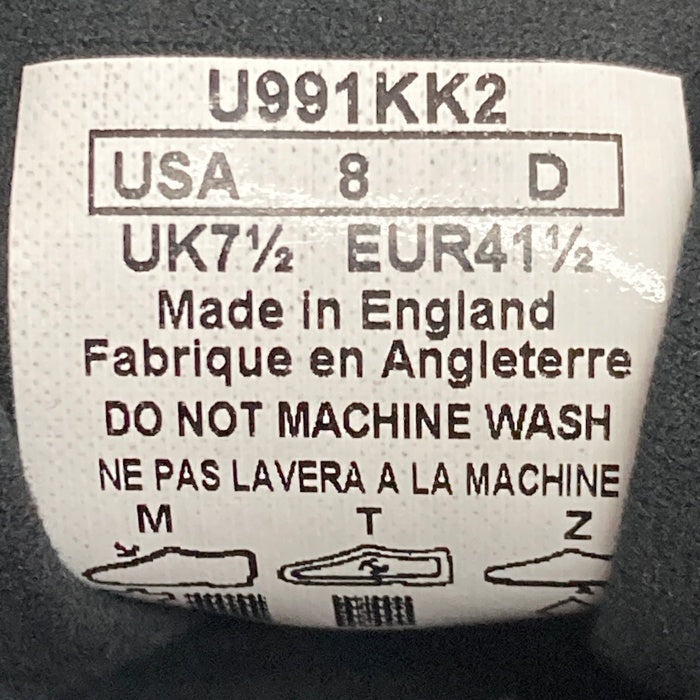 U991KK2
USA 8 D
UK7½ EUR41½
Made in England
Fabrique en Angleterre
DO NOT MACHINE WASH
NE PAS LAVERA A LA MACHINE
M T Z